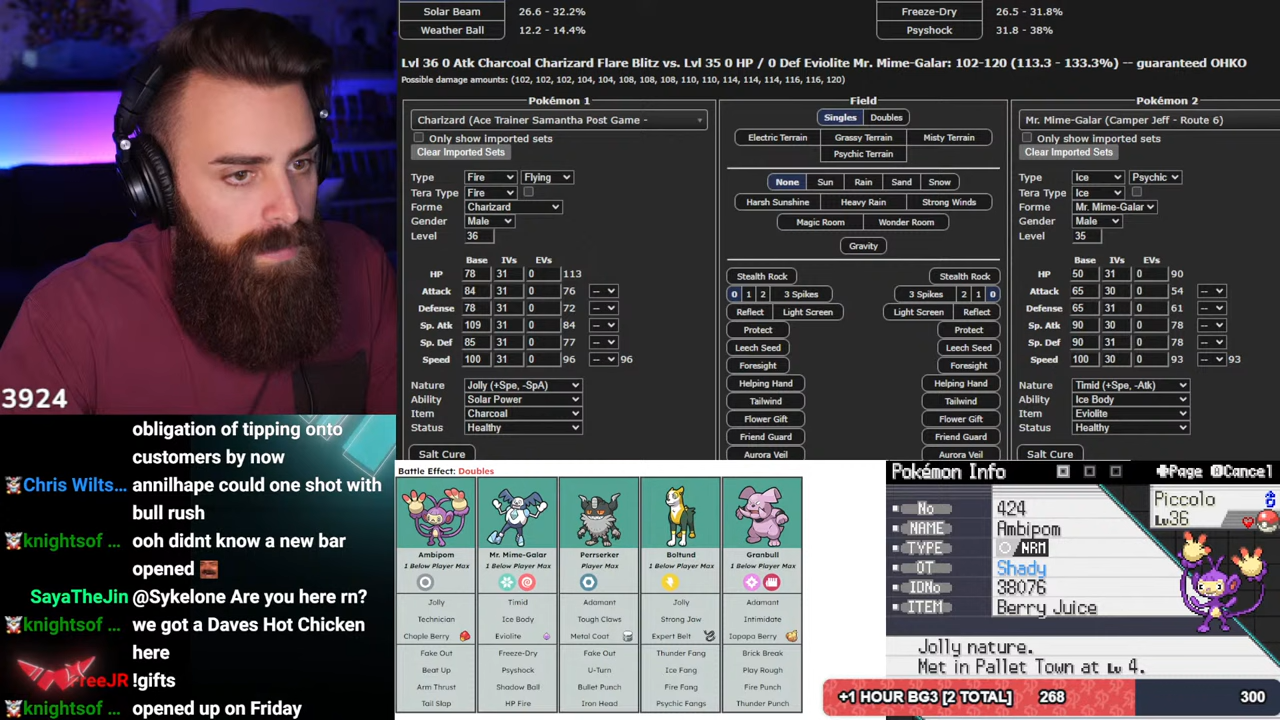 Solar Beam 26.6 - 32.2%
Weather Ball 12.2 - 14.4%
Freeze-Dry 26.5 - 31.8%
Psyshock 31.8 - 38%
Lvl 36 0 Atk Charcoal Charizard Flare Blitz vs. Lvl 35 0 HP / 0 Def Eviolite Mr. Mime-Galar: 102-120 (113.3 - 133.3%) -- guaranteed OHKO
Possible damage amounts: (102, 102, 102, 104, 104, 108, 108, 108, 110, 110, 114, 114, 114, 116, 116, 120)
Pokémon 1
Charizard (Ace Trainer Samantha Post Game -
Only show imported sets
Clear Imported Sets
Type Fire Flying
Tera Type Fire
Forme Charizard
Gender Male
Level 36
Base IVs EVs
HP 78 31 0 113
Attack 84 31 0 76 --
Defense 78 31 0 72 --
Sp. Atk 109 31 0 84 --
Sp. Def 85 31 0 77 --
Speed 100 31 0 96 -- 96
Nature Jolly (+Spe, -SpA)
Ability Solar Power
Item Charcoal
Status Healthy
Salt Cure
Field
Singles Doubles
Electric Terrain Grassy Terrain Misty Terrain
Psychic Terrain
None Sun Rain Sand Snow
Harsh Sunshine Heavy Rain Strong Winds
Magic Room Wonder Room
Gravity
Stealth Rock Stealth Rock
0 1 2 3 Spikes 3 Spikes 2 1 0
Reflect Light Screen Light Screen Reflect
Protect Protect
Leech Seed Leech Seed
Foresight Foresight
Helping Hand Helping Hand
Tailwind Tailwind
Flower Gift Flower Gift
Friend Guard Friend Guard
Aurora Veil Aurora Veil
Pokémon 2
Mr. Mime-Galar (Camper Jeff - Route 6)
Only show imported sets
Clear Imported Sets
Type Ice Psychic
Tera Type Ice
Forme Mr. Mime-Galar
Gender Male
Level 35
Base IVs EVs
HP 50 31 0 90
Attack 65 30 0 54 --
Defense 65 30 0 61 --
Sp. Atk 90 30 0 78 --
Sp. Def 90 30 0 78 --
Speed 100 30 0 93 -- 93
Nature Timid (+Spe, -Atk)
Ability Ice Body
Item Eviolite
Status Healthy
Salt Cure
3924
obligation of tipping onto
customers by now
Chris Wilts... annilhape could one shot with
bull rush
knightsof ... ooh didnt know a new bar
opened
SayaTheJin @Sykelone Are you here rn?
knightsof ... we got a Daves Hot Chicken
here
reeJR !gifts
knightsof ... opened up on Friday
Battle Effect: Doubles
Ambipom
1 Below Player Max
Jolly
Technician
Chople Berry
Fake Out
Beat Up
Arm Thrust
Tail Slap
Mr. Mime-Galar
1 Below Player Max
Timid
Ice Body
Eviolite
Freeze-Dry
Psyshock
Shadow Ball
HP Fire
Perrserker
1 Below Player Max
Adamant
Tough Claws
Metal Coat
Fake Out
U-Turn
Bullet Punch
Iron Head
Boltund
1 Below Player Max
Jolly
Strong Jaw
Expert Belt
Thunder Fang
Ice Fang
Fire Fang
Psychic Fangs
Granbull
1 Below Player Max
Adamant
Intimidate
Iapapa Berry
Brick Break
Play Rough
Fire Punch
Thunder Punch
Pokémon Info Page Cancel
No 424
NAME Ambipom
TYPE NRM
OT Shady
IDNo 38076
ITEM Berry Juice
Piccolo
Lv36
Jolly nature.
Met in Pallet Town at Lv 4.
+1 HOUR BG3 [2 TOTAL] 268 300